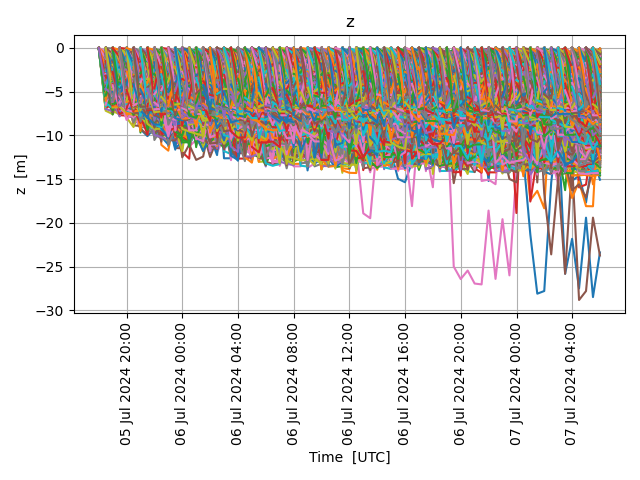 z
0
−5
−10
−15
−20
−25
−30
z [m]
05 Jul 2024 20:00
06 Jul 2024 00:00
06 Jul 2024 04:00
06 Jul 2024 08:00
06 Jul 2024 12:00
06 Jul 2024 16:00
06 Jul 2024 20:00
07 Jul 2024 00:00
07 Jul 2024 04:00
Time [UTC]